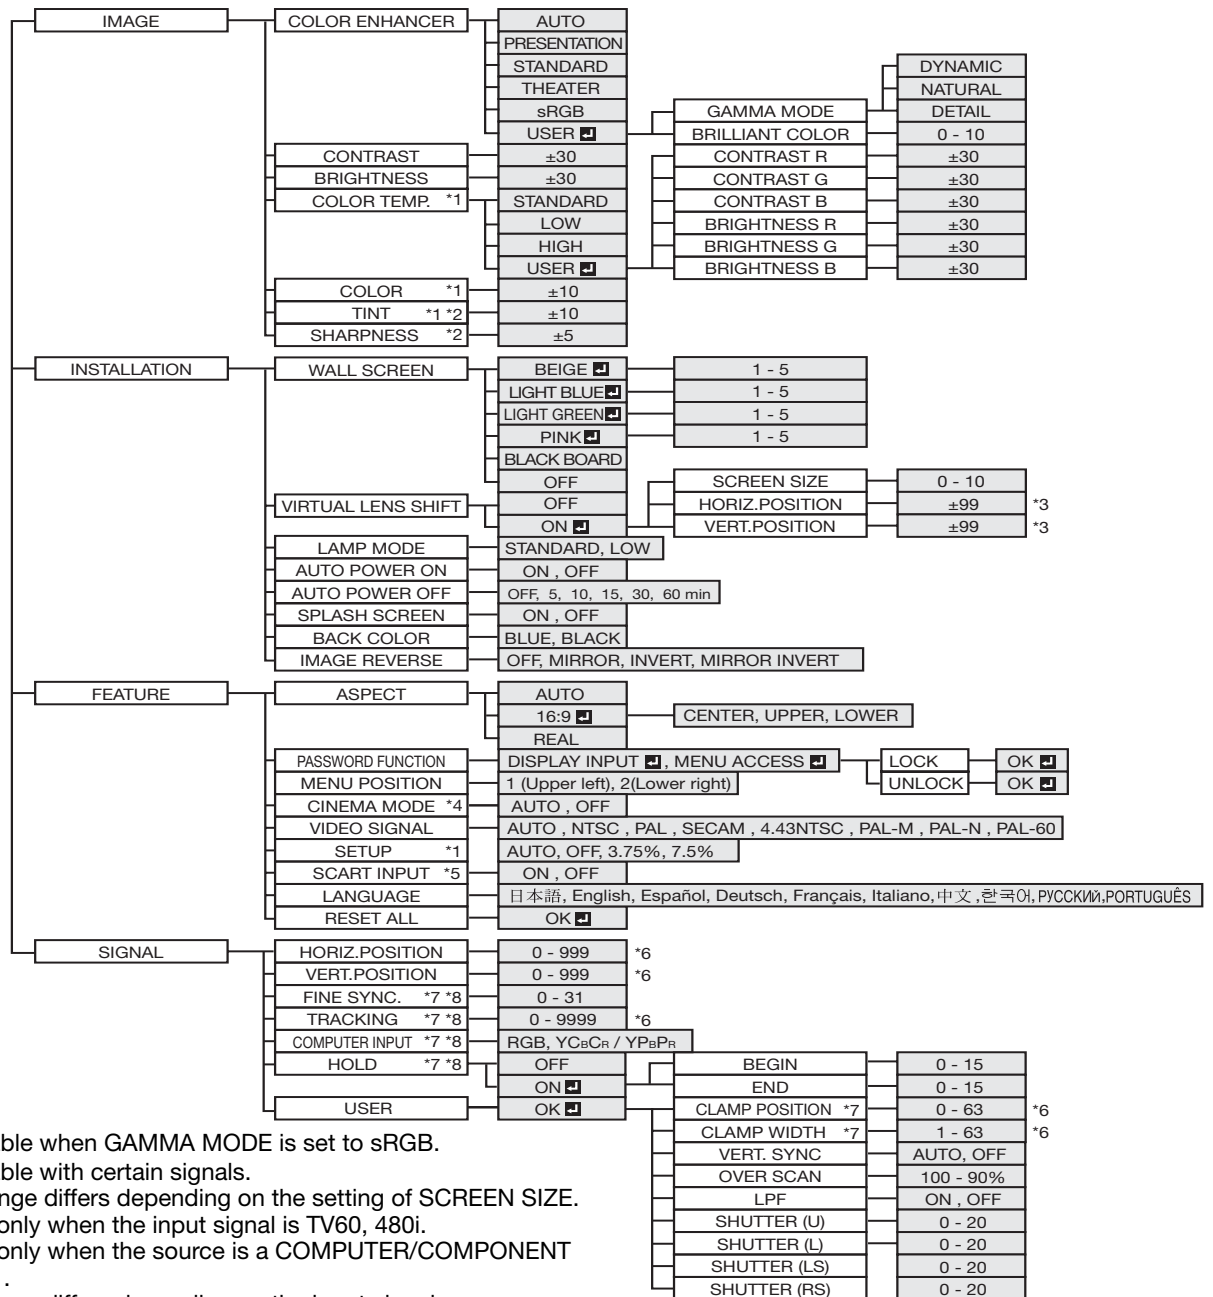 IMAGE COLOR ENHANCER AUTO
PRESENTATION
STANDARD DYNAMIC
THEATER NATURAL
sRGB GAMMA MODE DETAIL
USER BRILLIANT COLOR 0 - 10
CONTRAST ±30 CONTRAST R ±30
BRIGHTNESS ±30 CONTRAST G ±30
COLOR TEMP. *1 STANDARD CONTRAST B ±30
LOW BRIGHTNESS R ±30
HIGH BRIGHTNESS G ±30
USER BRIGHTNESS B ±30
COLOR *1 ±10
TINT *1 *2 ±10
SHARPNESS *2 ±5
INSTALLATION WALL SCREEN BEIGE 1 - 5
LIGHT BLUE 1 - 5
LIGHT GREEN 1 - 5
PINK 1 - 5
BLACK BOARD
OFF SCREEN SIZE 0 - 10
VIRTUAL LENS SHIFT OFF HORIZ.POSITION ±99 *3
ON VERT.POSITION ±99 *3
LAMP MODE STANDARD, LOW
AUTO POWER ON ON , OFF
AUTO POWER OFF OFF, 5, 10, 15, 30, 60 min
SPLASH SCREEN ON , OFF
BACK COLOR BLUE, BLACK
IMAGE REVERSE OFF, MIRROR, INVERT, MIRROR INVERT
FEATURE ASPECT AUTO
16:9 CENTER, UPPER, LOWER
REAL
PASSWORD FUNCTION DISPLAY INPUT , MENU ACCESS LOCK OK
MENU POSITION 1 (Upper left), 2(Lower right) UNLOCK OK
CINEMA MODE *4 AUTO , OFF
VIDEO SIGNAL AUTO , NTSC , PAL , SECAM , 4.43NTSC , PAL-M , PAL-N , PAL-60
SETUP *1 AUTO, OFF, 3.75%, 7.5%
SCART INPUT *5 ON , OFF
LANGUAGE 日本語, English, Español, Deutsch, Français, Italiano,中文 ,한국어,РУССКИЙ,PORTUGUÊS
RESET ALL OK
SIGNAL HORIZ.POSITION 0 - 999 *6
VERT.POSITION 0 - 999 *6
FINE SYNC. *7 *8 0 - 31
TRACKING *7 *8 0 - 9999 *6
COMPUTER INPUT *7 *8 RGB, YCBCR / YPBPR
HOLD *7 *8 OFF BEGIN 0 - 15
ON END 0 - 15
USER OK CLAMP POSITION *7 0 - 63 *6
CLAMP WIDTH *7 1 - 63 *6
VERT. SYNC AUTO, OFF
OVER SCAN 100 - 90%
LPF ON , OFF
SHUTTER (U) 0 - 20
SHUTTER (L) 0 - 20
SHUTTER (LS) 0 - 20
SHUTTER (RS) 0 - 20
ble when GAMMA MODE is set to sRGB.
ble with certain signals.
nge differs depending on the setting of SCREEN SIZE.
only when the input signal is TV60, 480i.
only when the source is a COMPUTER/COMPONENT
.